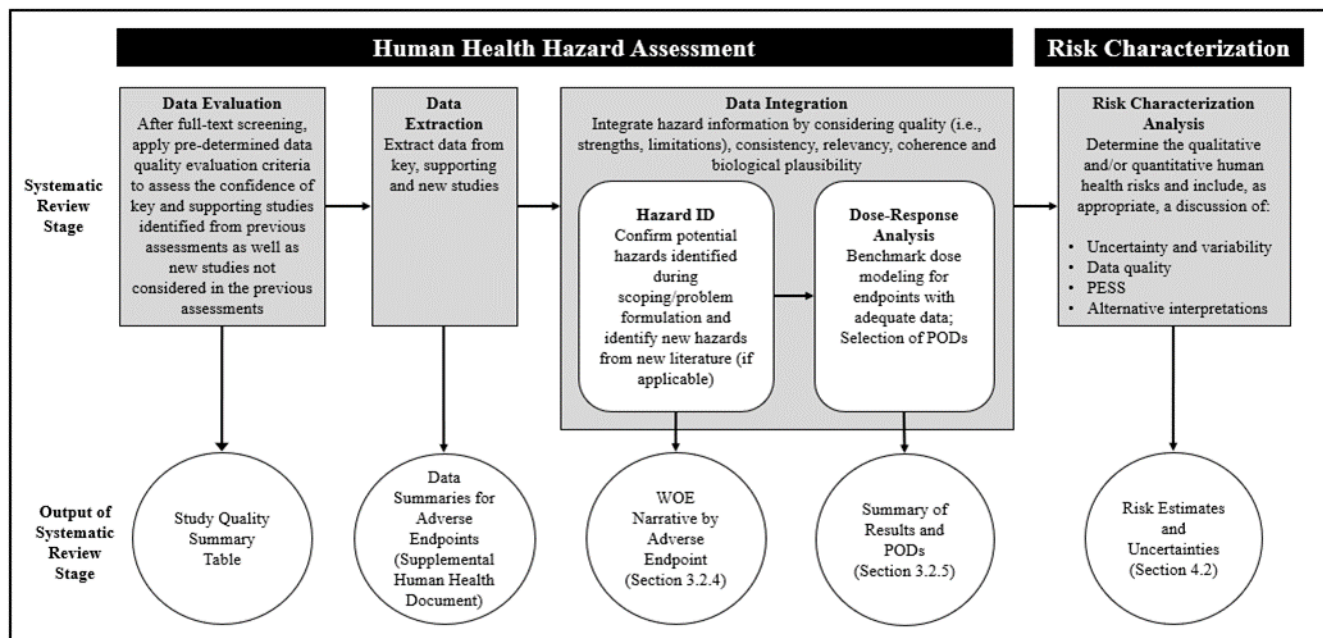 Human Health Hazard Assessment
Risk Characterization
Systematic
Review
Stage
Data Evaluation
After full-text screening,
apply pre-determined data
quality evaluation criteria
to assess the confidence of
key and supporting studies
identified from previous
assessments as well as
new studies not
considered in the previous
assessments
Data
Extraction
Extract data from
key, supporting
and new studies
Data Integration
Integrate hazard information by considering quality (i.e.,
strengths, limitations), consistency, relevancy, coherence and
biological plausibility
Hazard ID
Confirm potential
hazards identified
during
scoping/problem
formulation and
identify new hazards
from new literature (if
applicable)
Dose-Response
Analysis
Benchmark dose
modeling for
endpoints with
adequate data;
Selection of PODs
Risk Characterization
Analysis
Determine the qualitative
and/or quantitative human
health risks and include, as
appropriate, a discussion of:
• Uncertainty and variability
• Data quality
• PESS
• Alternative interpretations
Output of
Systematic
Review
Stage
Study Quality
Summary
Table
Data
Summaries for
Adverse
Endpoints
(Supplemental
Human Health
Document)
WOE
Narrative by
Adverse
Endpoint
(Section 3.2.4)
Summary of
Results and
PODs
(Section 3.2.5)
Risk Estimates
and
Uncertainties
(Section 4.2)